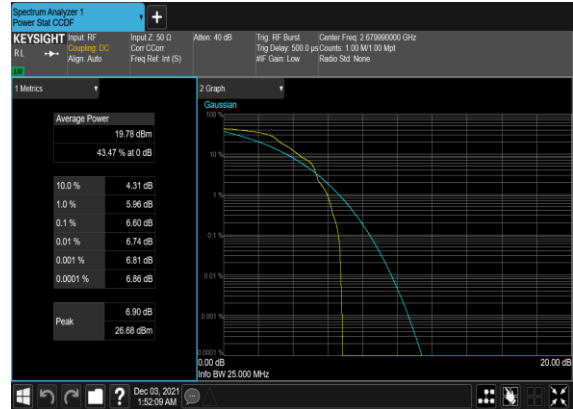 Spectrum Analyzer 1
Power Stat CCDF
KEYSIGHT
RL
Input: RF
Coupling: DC
Align: Auto
Input Z: 50 Ω
Corr CCorr
Freq Ref: Int (S)
Atten: 40 dB
Trig: RF Burst
Trig Delay: 500.0 µs
#IF Gain: Low
Center Freq: 2.679990000 GHz
Counts: 1.00 M/1.00 Mpt
Radio Std: None
1 Metrics
Average Power
19.78 dBm
43.47 % at 0 dB
10.0 % 4.31 dB
1.0 % 5.96 dB
0.1 % 6.60 dB
0.01 % 6.74 dB
0.001 % 6.81 dB
0.0001 % 6.86 dB
Peak
6.90 dB
26.68 dBm
2 Graph
Gaussian
100 %
10 %
1 %
0.1 %
0.01 %
0.001 %
0.0001 %
0.00 dB 20.00 dB
Info BW 25.000 MHz
?
Dec 03, 2021
1:52:09 AM